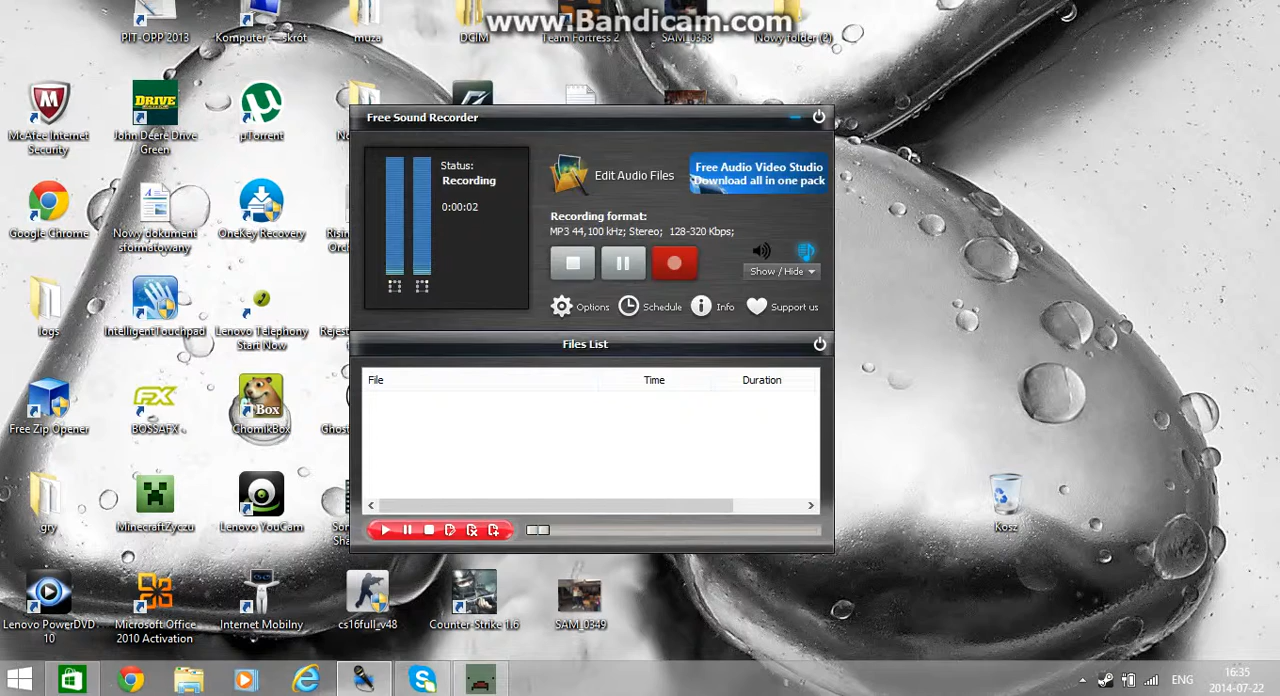 www.Bandicam.com
PIT-OPP 2013
Komputer — skrót
muza
DCIM
Team Fortress 2
SAM_0358
Nowy folder (2)
McAfee Internet
Security
DRIVE
John Deere Drive
Green
µTorrent
Google Chrome
Nowy dokument
sformatowany
OneKey Recovery
logs
IntelligentTouchpad
Lenovo Telephony
Start Now
Free Zip Opener
FX
BOSSAFX
Box
ChomikBox
gry
MinecraftZyczu
Lenovo YouCam
Lenovo PowerDVD
10
Microsoft Office
2010 Activation
Internet Mobilny
cs16full_v48
Counter-Strike 1.6
SAM_0349
Kosz
Free Sound Recorder
Status:
Recording
0:00:02
Edit Audio Files
Free Audio Video Studio
Download all in one pack
Recording format:
MP3 44,100 kHz; Stereo; 128-320 Kbps;
Show / Hide
Options
Schedule
Info
Support us
Files List
File
Time
Duration
ENG
16:35
2014-07-22